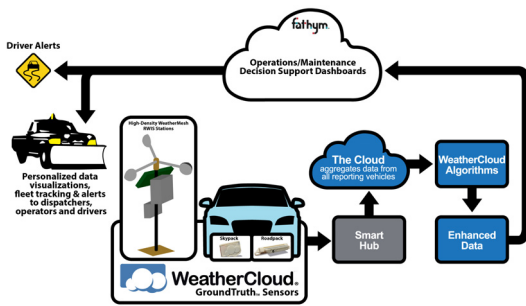 fathym
Operations/Maintenance
Decision Support Dashboards
Driver Alerts
High-Density WeatherMesh
RWIS Stations
Personalized data
visualizations,
fleet tracking & alerts
to dispatchers,
operators and drivers
The Cloud
aggregates data from
all reporting vehicles
WeatherCloud
Algorithms
Skypack
Roadpack
Smart
Hub
Enhanced
Data
WeatherCloud®
GroundTruth™ Sensors